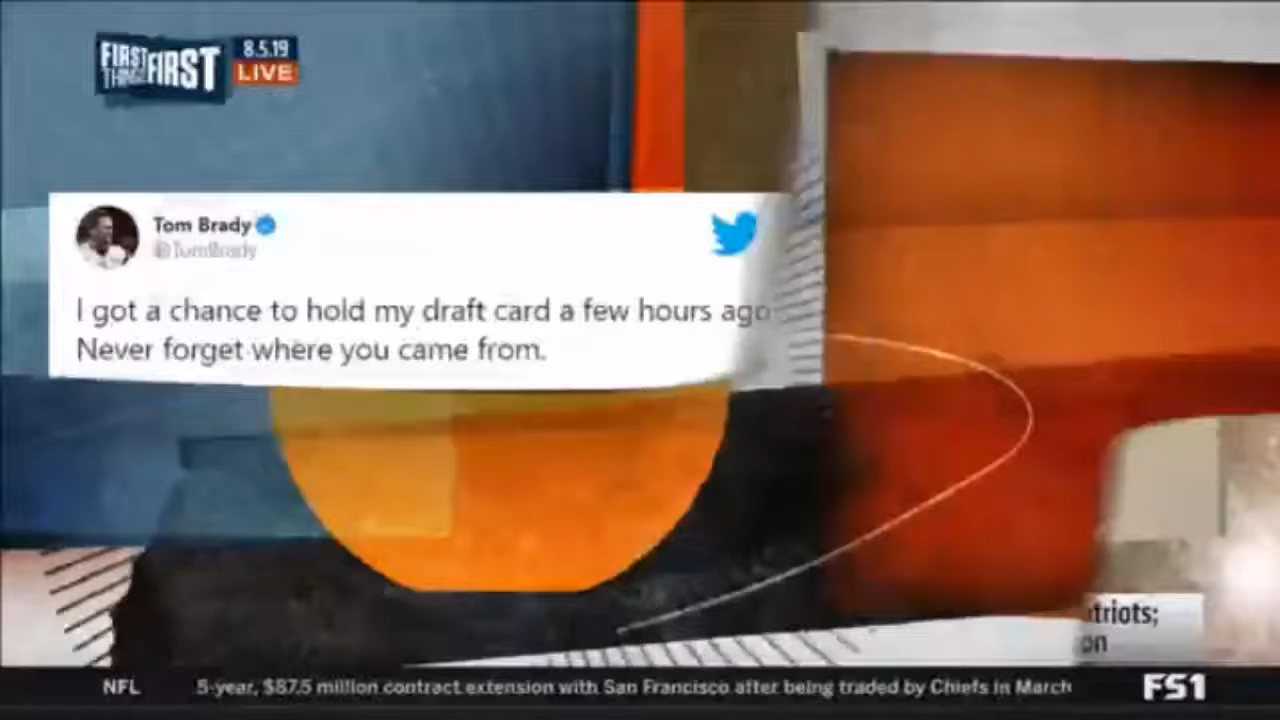 FIRST
THINGS FIRST
8.5.19
LIVE
Tom Brady
@TomBrady
I got a chance to hold my draft card a few hours ago
Never forget where you came from.
atriots;
on
NFL 5-year, $87.5 million contract extension with San Francisco after being traded by Chiefs in March FS1